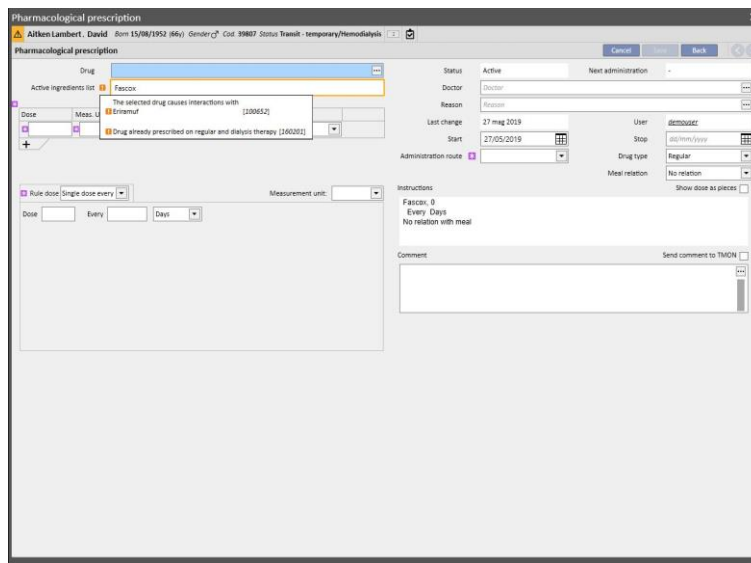 Pharmacological prescription
Aitken Lambert, David Born 15/08/1952 (66y) Gender Cod. 39807 Status Transit - temporary/Hemodialysis
Pharmacological prescription Cancel Save Back
Drug
Active ingredients list Fascox
The selected drug causes interactions with
Eriramuf [100652]
Drug already prescribed on regular and dialysis therapy [160201]
Dose Meas. U
+
Rule dose Single dose every Measurement unit:
Dose Every Days
Status Active Next administration -
Doctor Doctor
Reason Reason
Last change 27 mag 2019 User demouser
Start 27/05/2019 Stop dd/mm/yyyy
Administration route Drug type Regular
Meal relation No relation
Instructions Show dose as pieces
Fascox, 0
Every Days
No relation with meal
Comment Send comment to TMON